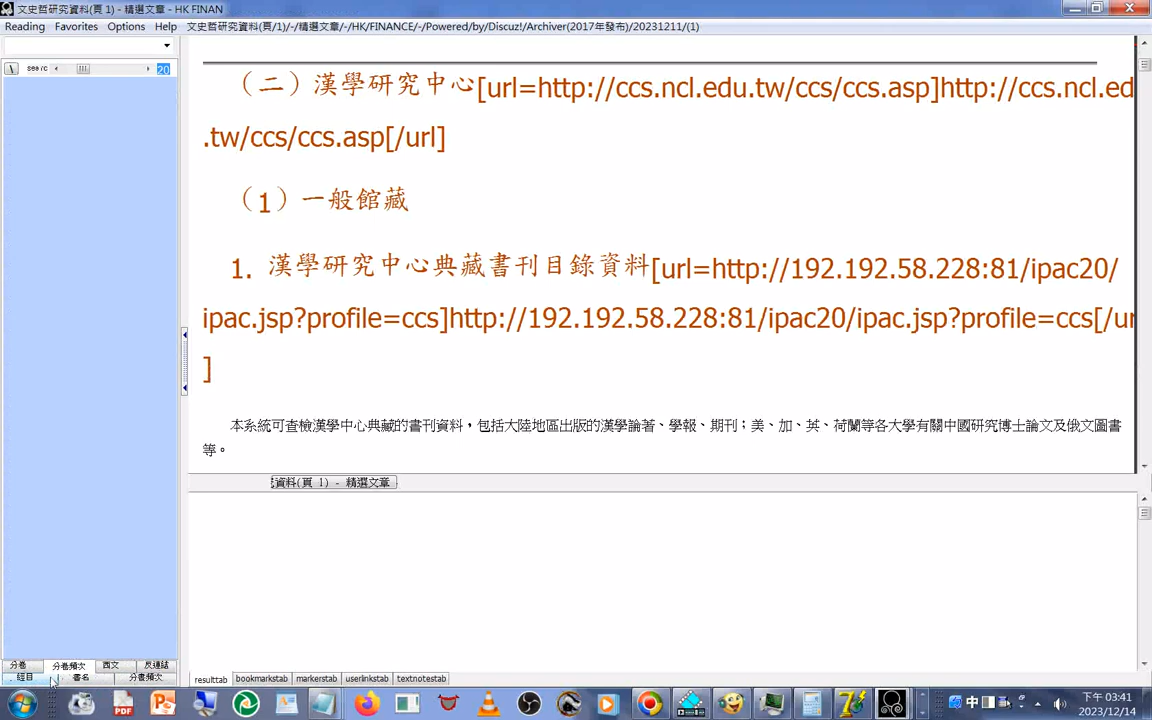 文史哲研究資料(頁 1) - 精選文章 - HK FINAN
Reading Favorites Options Help 文史哲研究資料(頁/1)/-/精選文章/-/HK/FINANCE/-/Powered/by/Discuz!/Archiver(2017年發布)/20231211/(1)
searc 20
（二）漢學研究中心[url=http://ccs.ncl.edu.tw/ccs/ccs.asp]http://ccs.ncl.ed
.tw/ccs/ccs.asp[/url]
（1）一般館藏
1. 漢學研究中心典藏書刊目錄資料[url=http://192.192.58.228:81/ipac20/
ipac.jsp?profile=ccs]http://192.192.58.228:81/ipac20/ipac.jsp?profile=ccs[/ur
]
本系統可查檢漢學中心典藏的書刊資料，包括大陸地區出版的漢學論著、學報、期刊；美、加、英、荷蘭等各大學有關中國研究博士論文及俄文圖書
等。
資料(頁 1) - 精選文章
分卷 分卷頻次 西文 反連結
經目 書名 分書頻次
resulttab bookmarkstab markerstab userlinkstab textnotestab
PDF
中
下午 03:41
2023/12/14